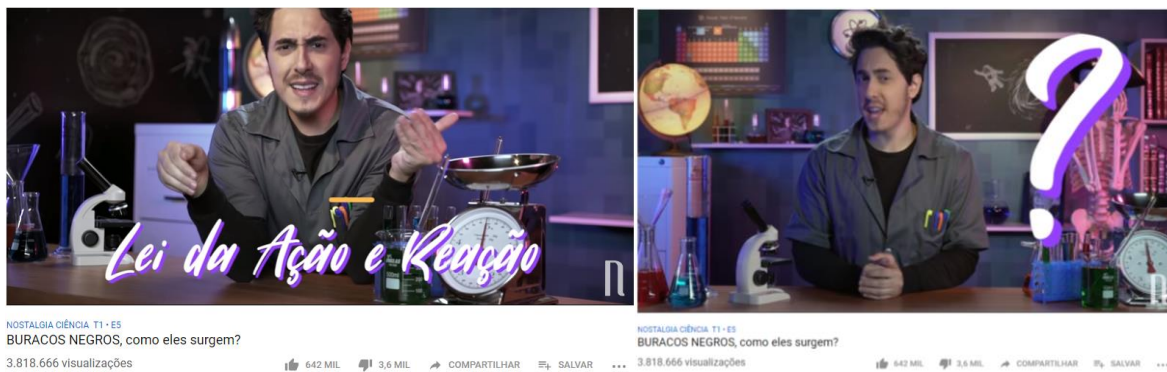 Lei da Ação e Reação
n
NOSTALGIA CIÊNCIA T1 • E5
BURACOS NEGROS, como eles surgem?
3.818.666 visualizações
642 MIL
3,6 MIL
COMPARTILHAR
SALVAR
?
n
NOSTALGIA CIÊNCIA T1 • E5
BURACOS NEGROS, como eles surgem?
3.818.666 visualizações
642 MIL
3,6 MIL
COMPARTILHAR
SALVAR